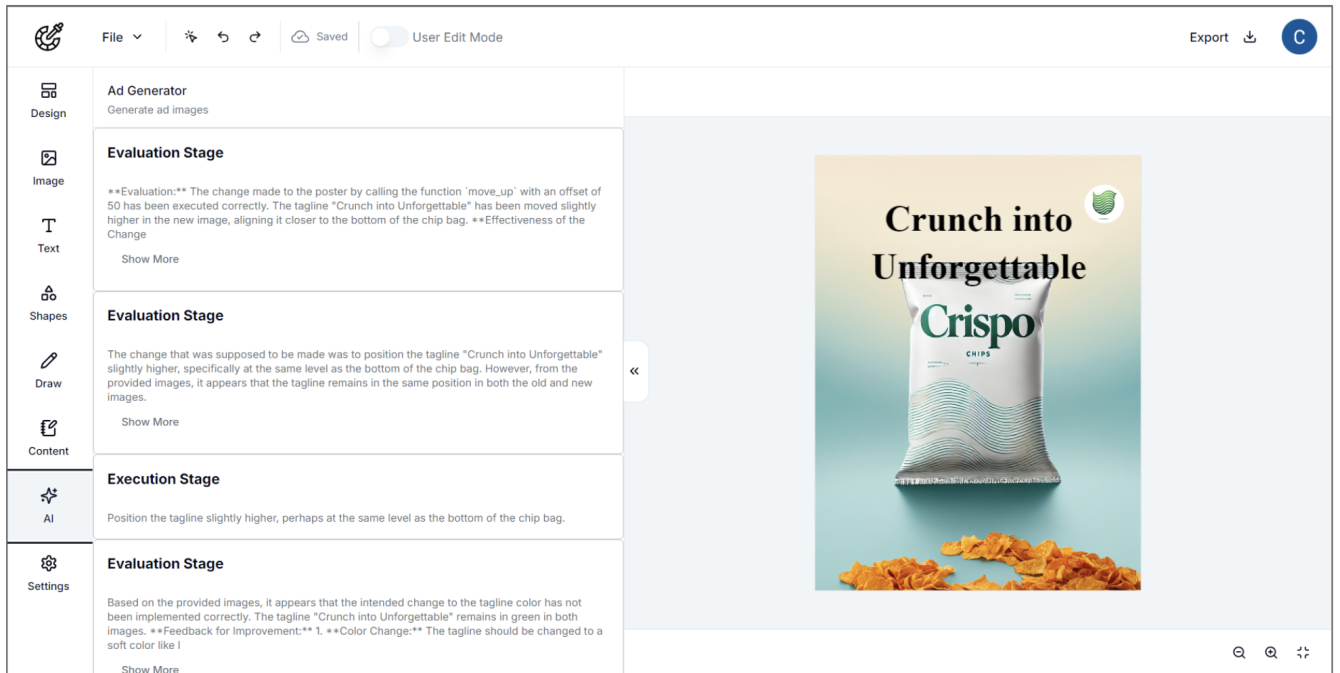 File
Saved
User Edit Mode
Export
C
Design
Image
Text
Shapes
Draw
Content
AI
Settings
Ad Generator
Generate ad images
Evaluation Stage
**Evaluation:** The change made to the poster by calling the function `move_up` with an offset of
50 has been executed correctly. The tagline "Crunch into Unforgettable" has been moved slightly
higher in the new image, aligning it closer to the bottom of the chip bag. **Effectiveness of the
Change
Show More
Evaluation Stage
The change that was supposed to be made was to position the tagline "Crunch into Unforgettable"
slightly higher, specifically at the same level as the bottom of the chip bag. However, from the
provided images, it appears that the tagline remains in the same position in both the old and new
images.
Show More
Execution Stage
Position the tagline slightly higher, perhaps at the same level as the bottom of the chip bag.
Evaluation Stage
Based on the provided images, it appears that the intended change to the tagline color has not
been implemented correctly. The tagline "Crunch into Unforgettable" remains in green in both
images. **Feedback for Improvement:** 1. **Color Change:** The tagline should be changed to a
soft color like l
Show More
Crunch into
Unforgettable
Crispo
CHIPS